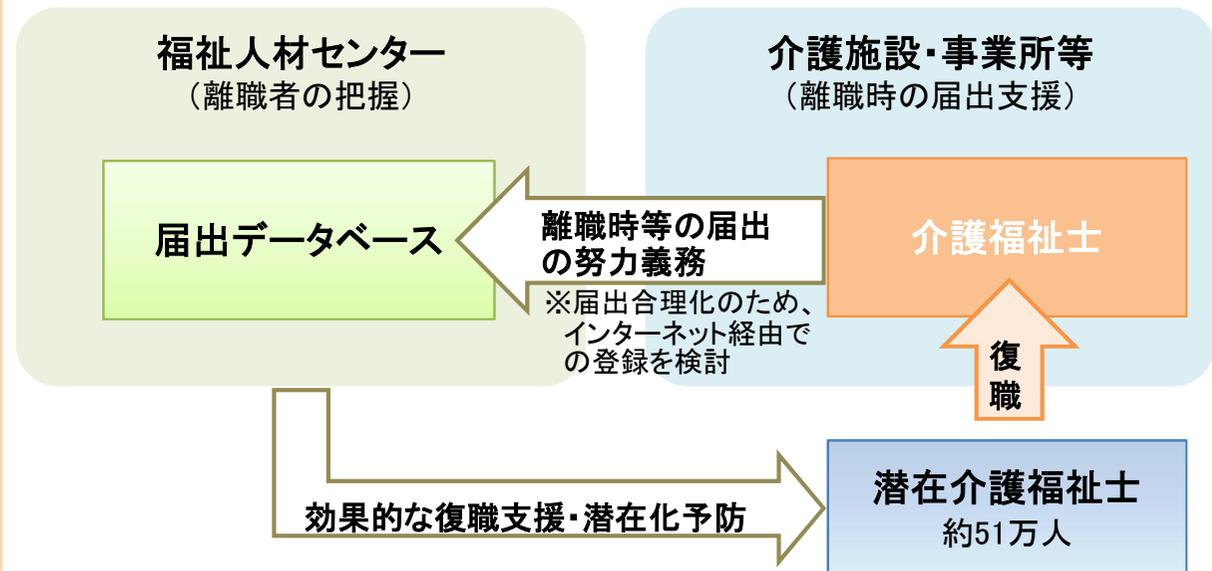 福祉人材センター
（離職者の把握）
介護施設・事業所等
（離職時の届出支援）
届出データベース
離職時等の届出
の努力義務
介護福祉士
※届出合理化のため、
インターネット経由で
の登録を検討
復
職
効果的な復職支援・潜在化予防
潜在介護福祉士
約51万人